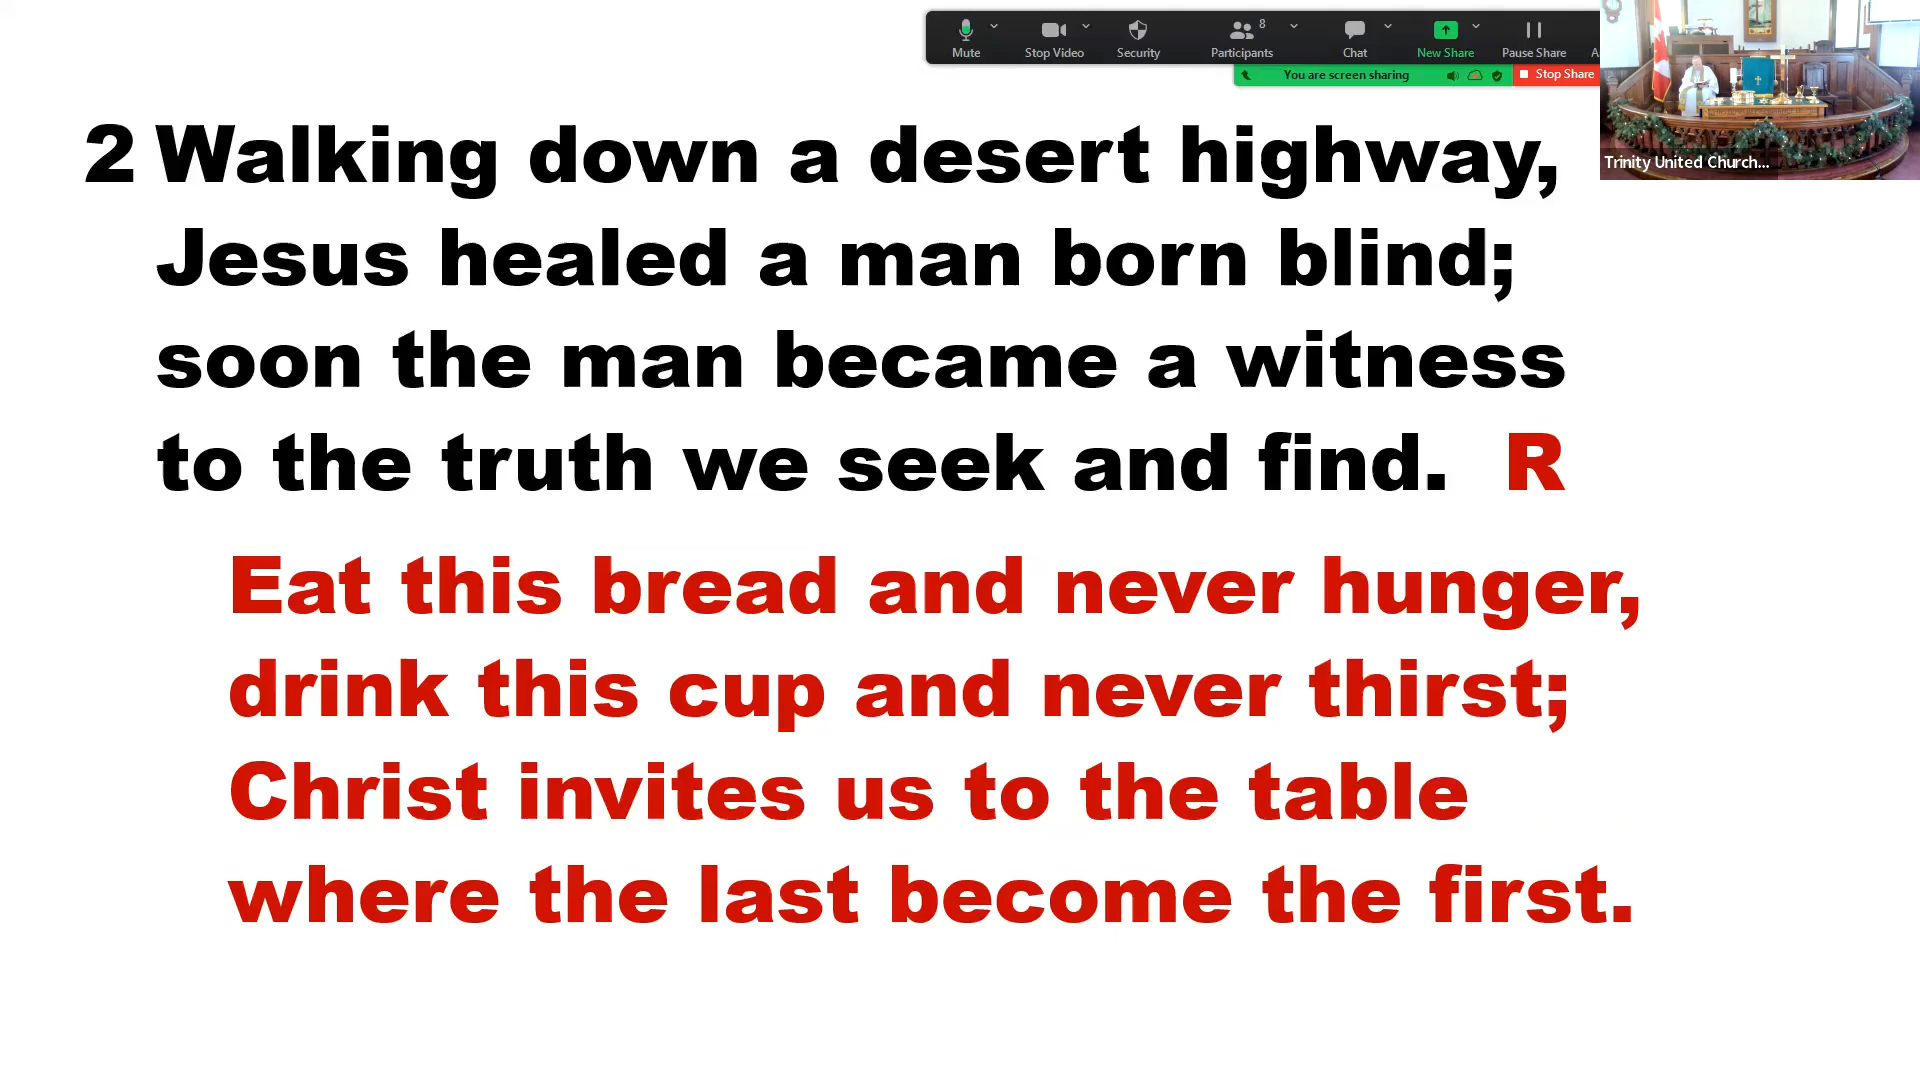 Mute
Stop Video
Security
Participants
8
Chat
New Share
Pause Share
A
You are screen sharing
Stop Share
Trinity United Church...
2 Walking down a desert highway,
Jesus healed a man born blind;
soon the man became a witness
to the truth we seek and find. R
Eat this bread and never hunger,
drink this cup and never thirst;
Christ invites us to the table
where the last become the first.